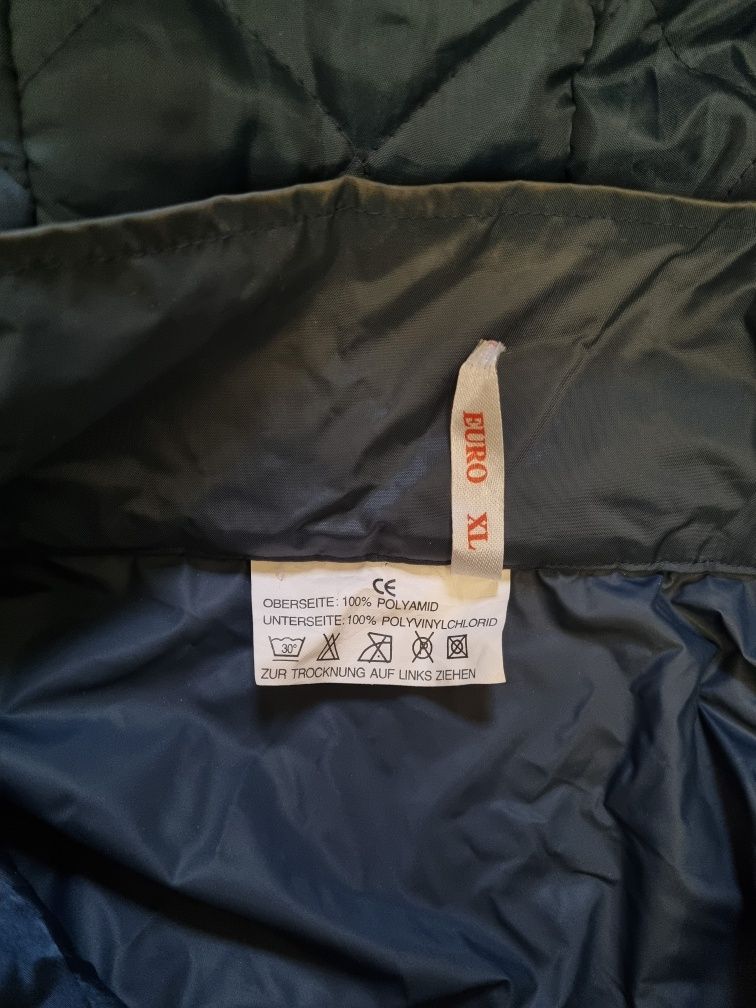 EURO XL
CE
OBERSEITE: 100% POLYAMID
UNTERSEITE: 100% POLYVINYLCHLORID
30° P
ZUR TROCKNUNG AUF LINKS ZIEHEN